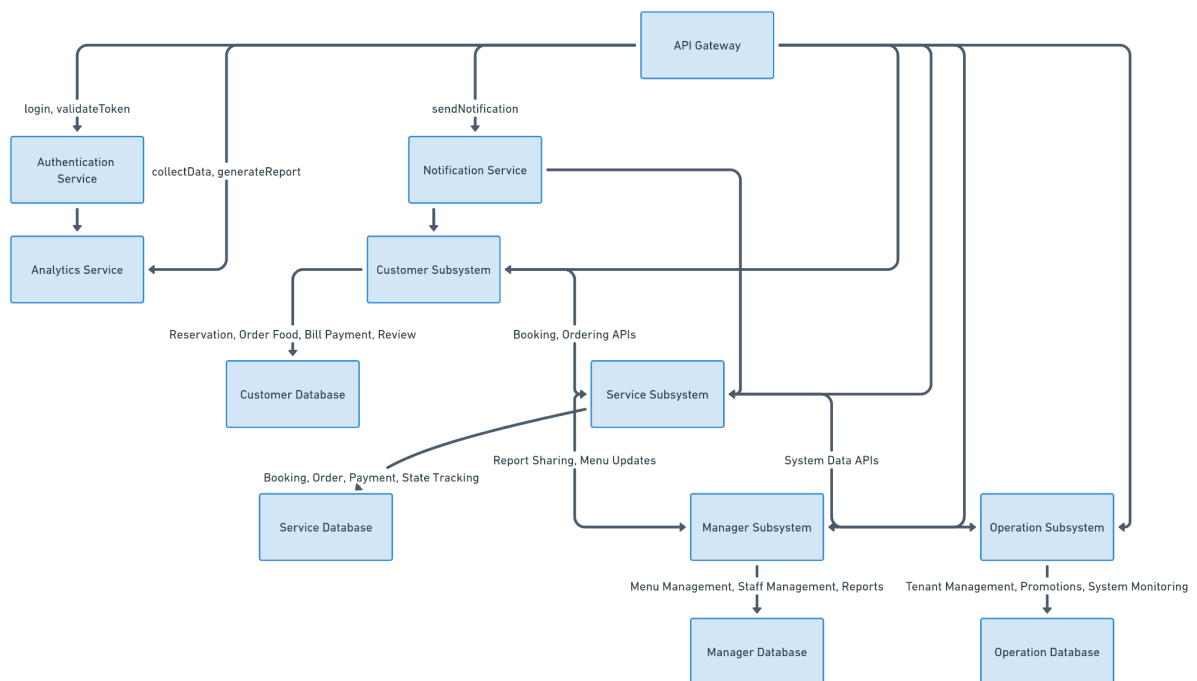 API Gateway
login, validateToken
sendNotification
Authentication
Service
collectData, generateReport
Notification Service
Analytics Service
Customer Subsystem
Reservation, Order Food, Bill Payment, Review
Booking, Ordering APIs
Customer Database
Service Subsystem
Report Sharing, Menu Updates
System Data APIs
Booking, Order, Payment, State Tracking
Service Database
Manager Subsystem
Operation Subsystem
Menu Management, Staff Management, Reports
Tenant Management, Promotions, System Monitoring
Manager Database
Operation Database